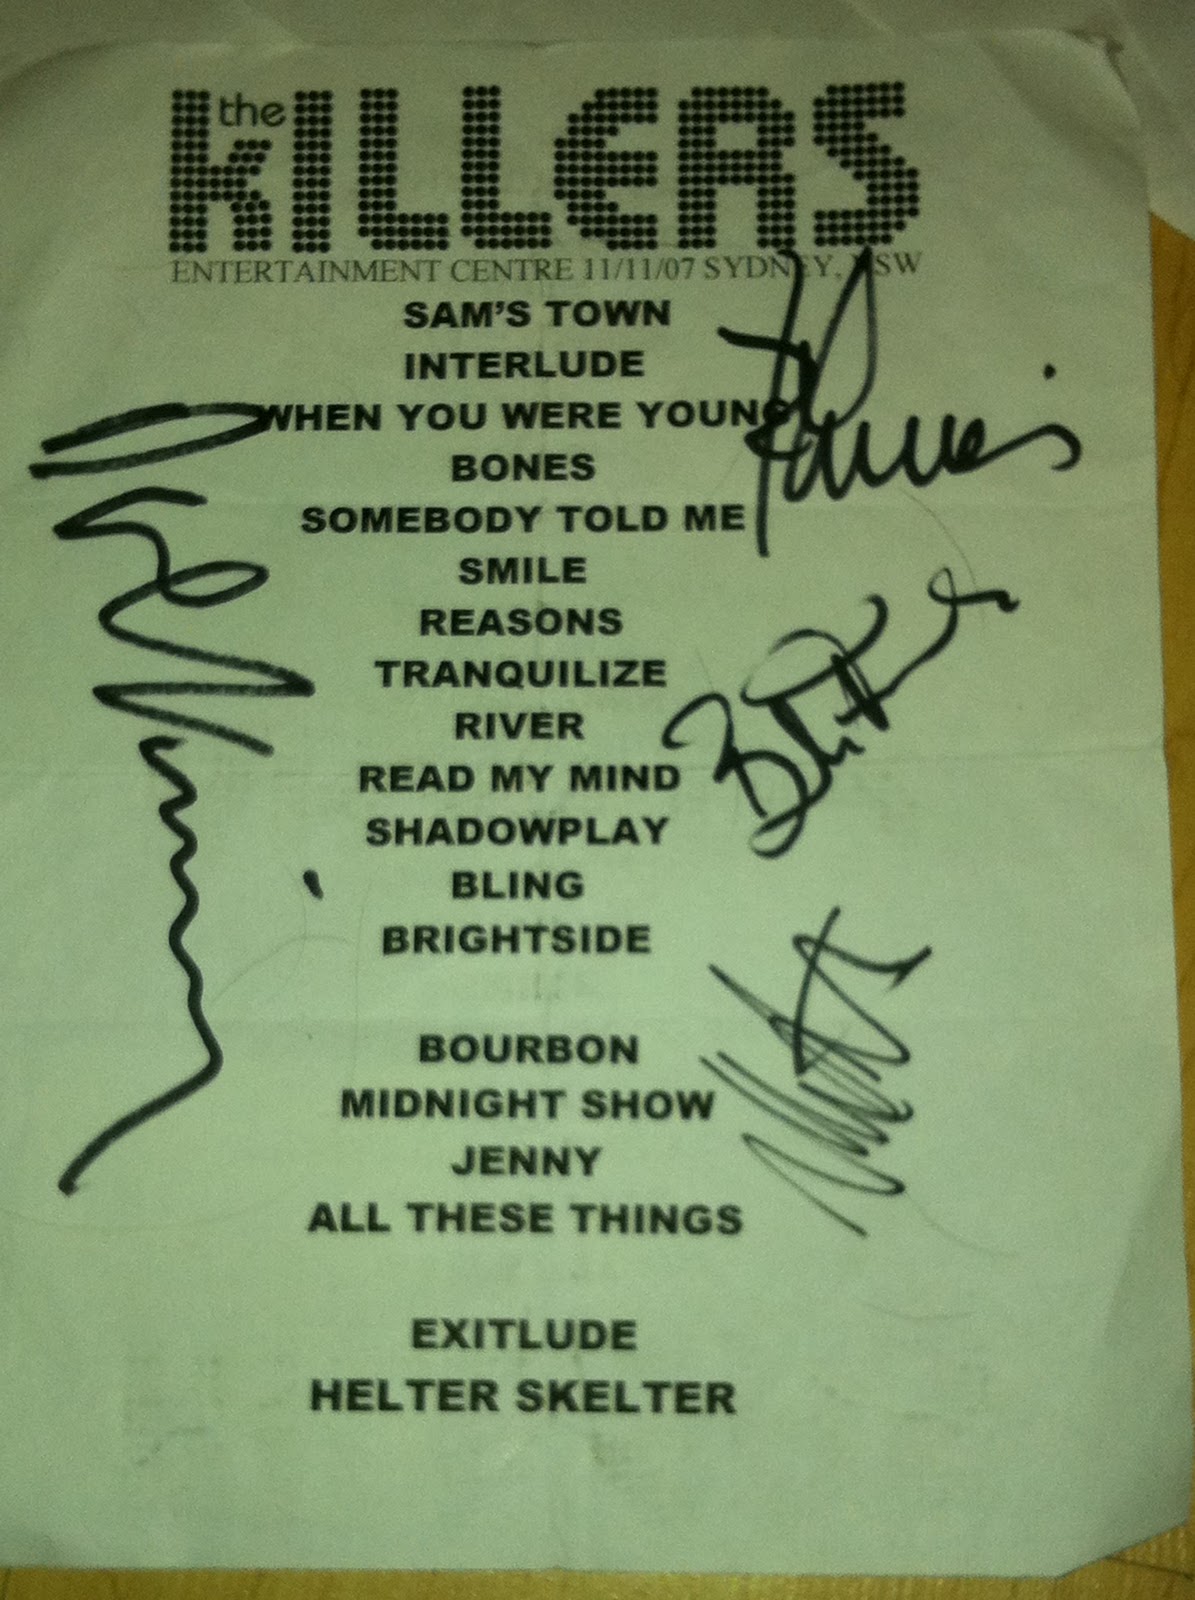 the KILLERS
ENTERTAINMENT CENTRE 11/11/07 SYDNEY, NSW
SAM'S TOWN
INTERLUDE
WHEN YOU WERE YOUNG
BONES
SOMEBODY TOLD ME
SMILE
REASONS
TRANQUILIZE
RIVER
READ MY MIND
SHADOWPLAY
BLING
BRIGHTSIDE
BOURBON
MIDNIGHT SHOW
JENNY
ALL THESE THINGS
EXITLUDE
HELTER SKELTER